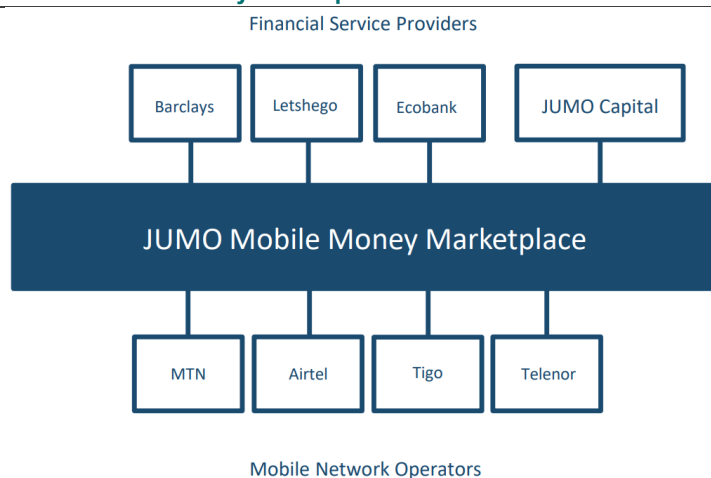 Financial Service Providers
Barclays
Letshego
Ecobank
JUMO Capital
JUMO Mobile Money Marketplace
MTN
Airtel
Tigo
Telenor
Mobile Network Operators